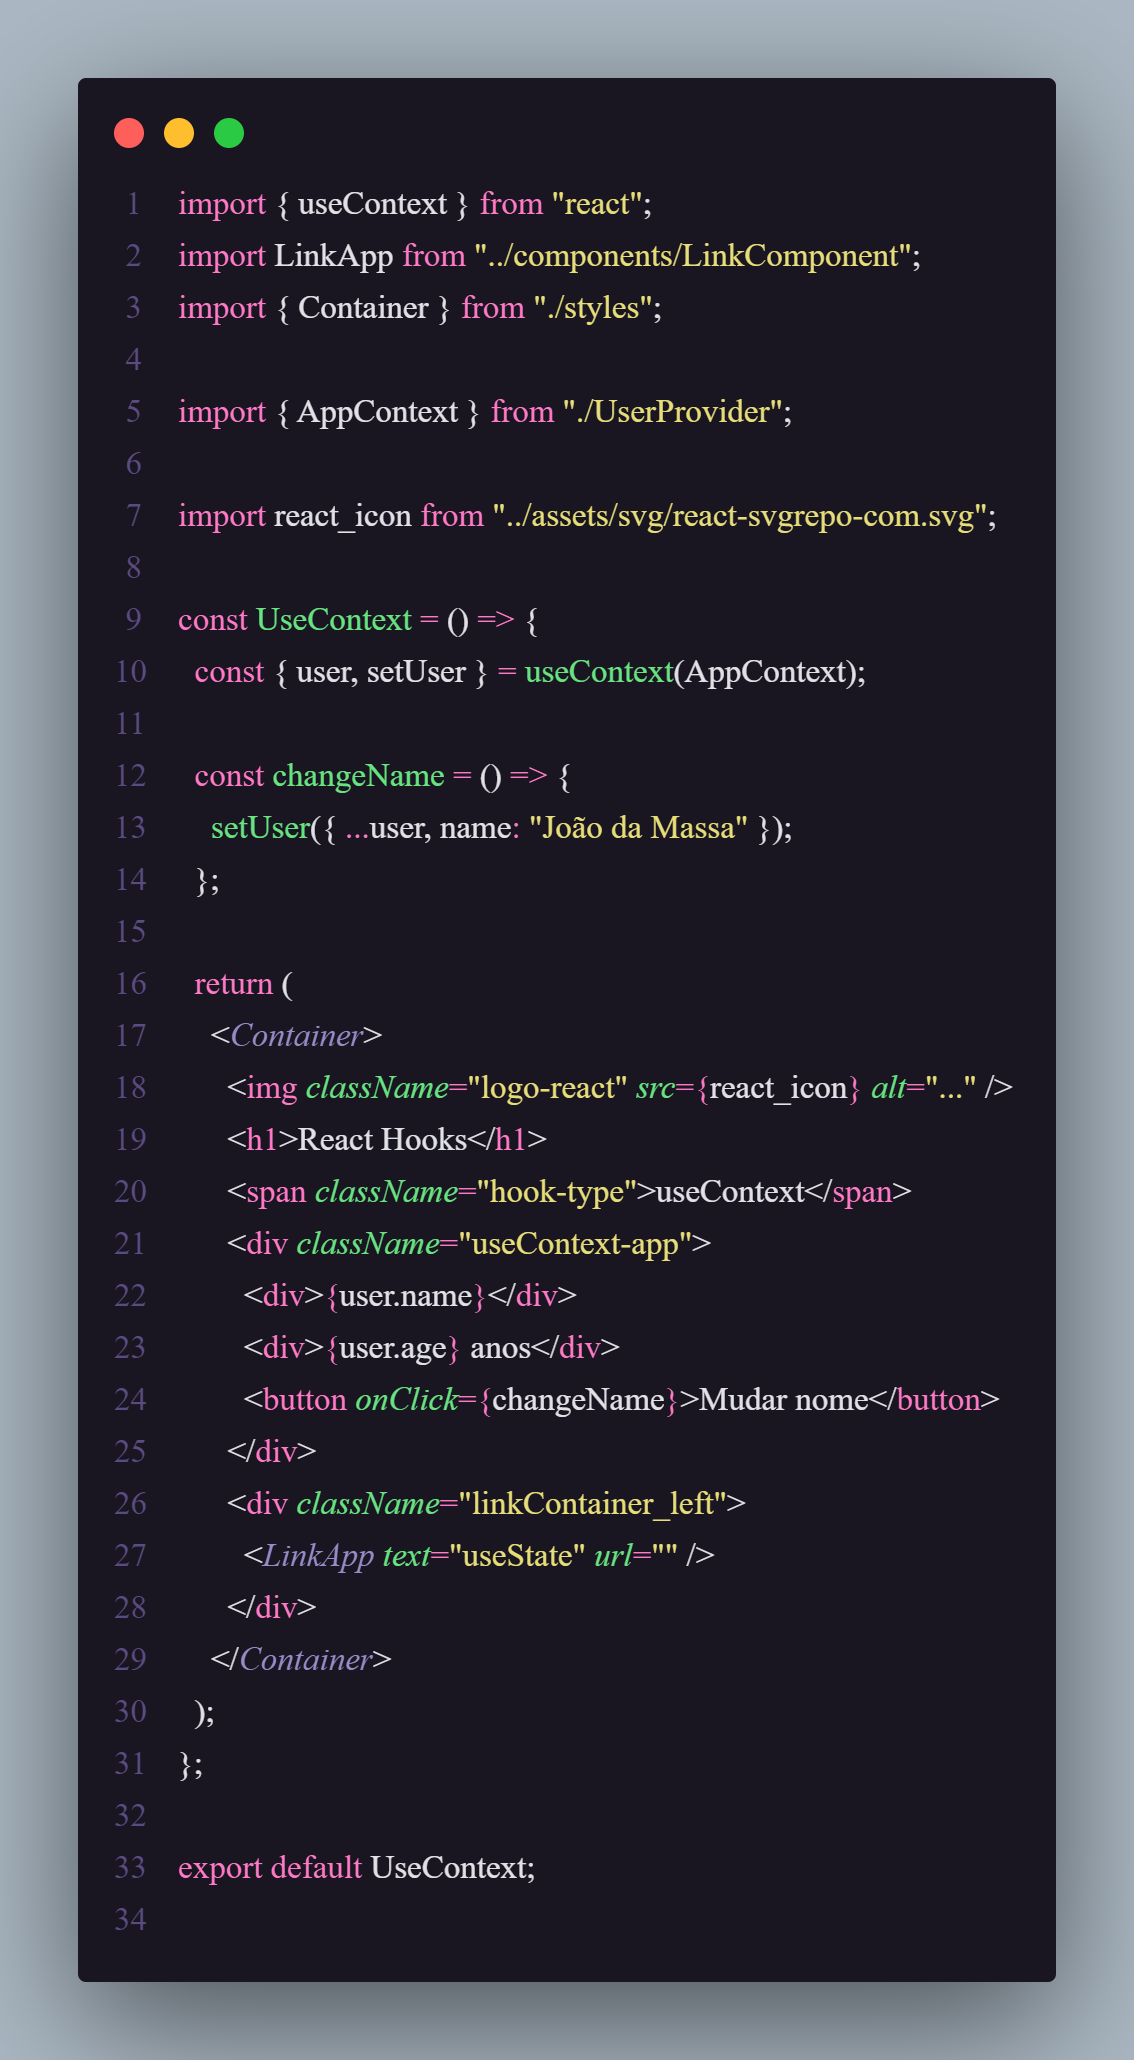 1 import { useContext } from "react";
2 import LinkApp from "../components/LinkComponent";
3 import { Container } from "./styles";
4
5 import { AppContext } from "./UserProvider";
6
7 import react_icon from "../assets/svg/react-svgrepo-com.svg";
8
9 const UseContext = () => {
10   const { user, setUser } = useContext(AppContext);
11
12   const changeName = () => {
13     setUser({ ...user, name: "João da Massa" });
14   };
15
16   return (
17     <Container>
18       <img className="logo-react" src={react_icon} alt="..." />
19       <h1>React Hooks</h1>
20       <span className="hook-type">useContext</span>
21       <div className="useContext-app">
22         <div>{user.name}</div>
23         <div>{user.age} anos</div>
24         <button onClick={changeName}>Mudar nome</button>
25       </div>
26       <div className="linkContainer_left">
27         <LinkApp text="useState" url="" />
28       </div>
29     </Container>
30   );
31 };
32
33 export default UseContext;
34